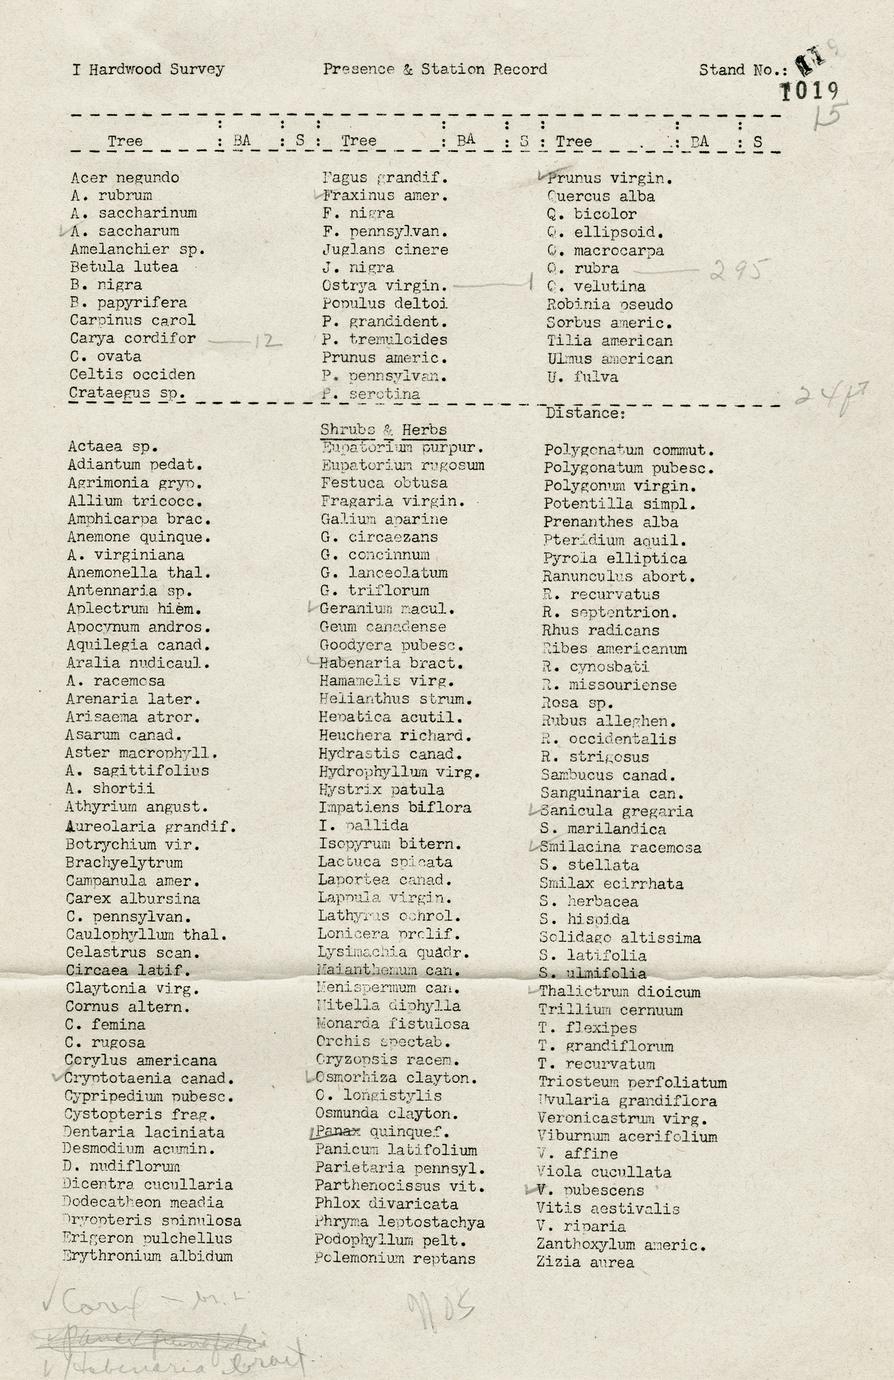 I Hardwood Survey Presence & Station Record Stand No.:
1019
15
Tree : BA : S : Tree : BA : S : Tree : BA : S
Acer negundo
A. rubrum
A. saccharinum
✓ A. saccharum
Amelanchier sp.
Betula lutea
B. nigra
B. papyrifera
Carpinus carol
Carya cordifor — 12
C. ovata
Celtis occiden
Crataegus sp.
Fagus grandif.
✓ Fraxinus amer.
F. nigra
F. pennsylvan.
Juglans cinere
J. nigra
Ostrya virgin. — 1
Populus deltoi
P. grandident.
P. tremuloides
Prunus americ.
P. pennsylvan.
P. serotina
✓ Prunus virgin.
Quercus alba
Q. bicolor
Q. ellipsoid.
Q. macrocarpa
Q. rubra — 295
Q. velutina
Robinia pseudo
Sorbus americ.
Tilia american
Ulmus american
U. fulva
Distance: 24ft
Shrubs & Herbs
Actaea sp.
Adiantum pedat.
Agrimonia gryp.
Allium tricocc.
Amphicarpa brac.
Anemone quinque.
A. virginiana
Anemonella thal.
Antennaria sp.
Aplectrum hiem.
Apocynum andros.
Aquilegia canad.
Aralia nudicaul.
A. racemosa
Arenaria later.
Arisaema atror.
Asarum canad.
Aster macrophyll.
A. sagittifolius
A. shortii
Athyrium angust.
Aureolaria grandif.
Botrychium vir.
Brachyelytrum
Campanula amer.
Carex albursina
C. pennsylvan.
Caulophyllum thal.
Celastrus scan.
Circaea latif.
Claytonia virg.
Cornus altern.
C. femina
C. rugosa
Corylus americana
✓ Cryptotaenia canad.
Cypripedium pubesc.
Cystopteris frag.
Dentaria laciniata
Desmodium acumin.
D. nudiflorum
Dicentra cucullaria
Dodecatheon meadia
Dryopteris spinulosa
Erigeron pulchellus
Erythronium albidum
Eupatorium purpur.
Eupatorium rugosum
Festuca obtusa
Fragaria virgin.
Galium aparine
G. circaezans
G. concinnum
G. lanceolatum
G. triflorum
✓ Geranium macul.
Geum canadense
Goodyera pubesc.
✓ Habenaria bract.
Hamamelis virg.
Helianthus strum.
Hepatica acutil.
Heuchera richard.
Hydrastis canad.
Hydrophyllum virg.
Hystrix patula
Impatiens biflora
I. pallida
Isopyrum bitern.
Lactuca spicata
Laportea canad.
Lappula virgin.
Lathyrus ochrol.
Lonicera prolif.
Lysimachia quadr.
Maianthemum can.
Menispermum can.
Mitella diphylla
Monarda fistulosa
Orchis spectab.
Oryzopsis racem.
✓ Osmorhiza clayton.
O. longistylis
Osmunda clayton.
✓ Panax quinquef.
Panicum latifolium
Parietaria pennsyl.
Parthenocissus vit.
Phlox divaricata
Phryma leptostachya
Podophyllum pelt.
Polemonium reptans
Polygonatum commut.
Polygonatum pubesc.
Polygonum virgin.
Potentilla simpl.
Prenanthes alba
Pteridium aquil.
Pyrola elliptica
Ranunculus abort.
R. recurvatus
R. septentrion.
Rhus radicans
Ribes americanum
R. cynosbati
R. missouriense
Rosa sp.
Rubus alleghen.
R. occidentalis
R. strigosus
Sambucus canad.
Sanguinaria can.
✓ Sanicula gregaria
S. marilandica
✓ Smilacina racemosa
S. stellata
Smilax ecirrhata
S. herbacea
S. hispida
Solidago altissima
S. latifolia
S. ulmifolia
✓ Thalictrum dioicum
Trillium cernuum
T. flexipes
T. grandiflorum
T. recurvatum
Triosteum perfoliatum
Uvularia grandiflora
Veronicastrum virg.
Viburnum acerifolium
V. affine
Viola cucullata
✓ V. pubescens
Vitis aestivalis
V. riparia
Zanthoxylum americ.
Zizia aurea
✓ Carex
✓ Habenaria bract.